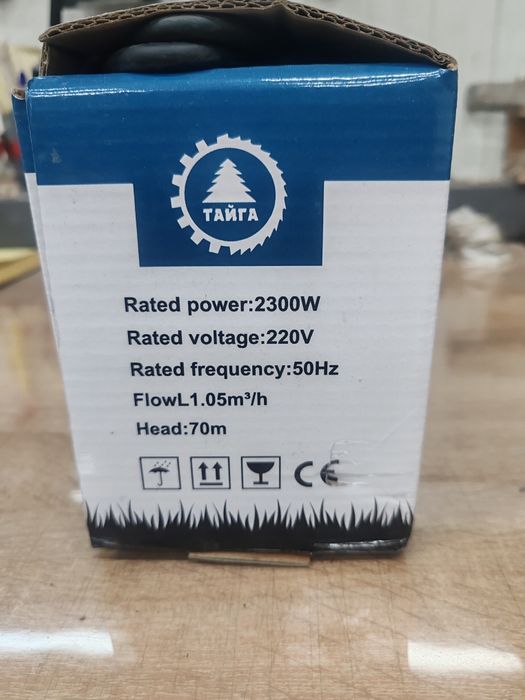 ТАЙГА
Rated power:2300W
Rated voltage:220V
Rated frequency:50Hz
FlowL1.05m³/h
Head:70m
CE